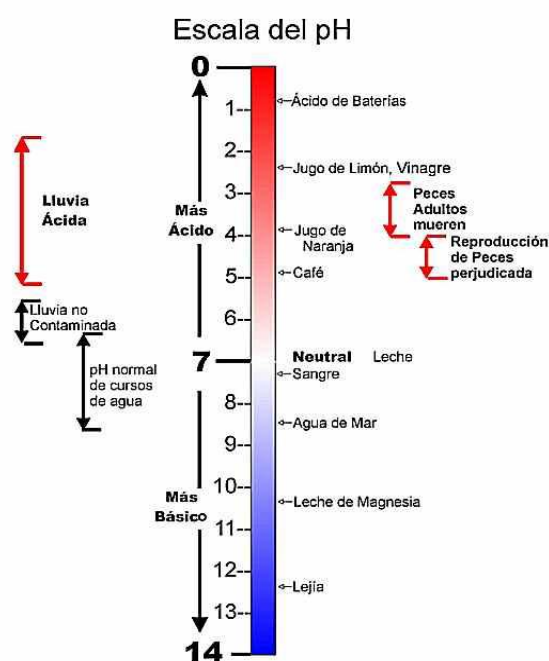 Escala del pH
0
1--
Ácido de Baterías
2--
Jugo de Limón, Vinagre
3--
Peces
Adultos
mueren
Lluvia
Ácida
Más
Ácido
4--
Jugo de
Naranja
Reproducción
de Peces
perjudicada
5--
Café
Lluvia no
Contaminada
6--
7
Neutral Leche
Sangre
pH normal
de cursos
de agua
8--
Agua de Mar
9--
10--
Leche de Magnesia
Más
Básico
11--
12--
Lejía
13--
14